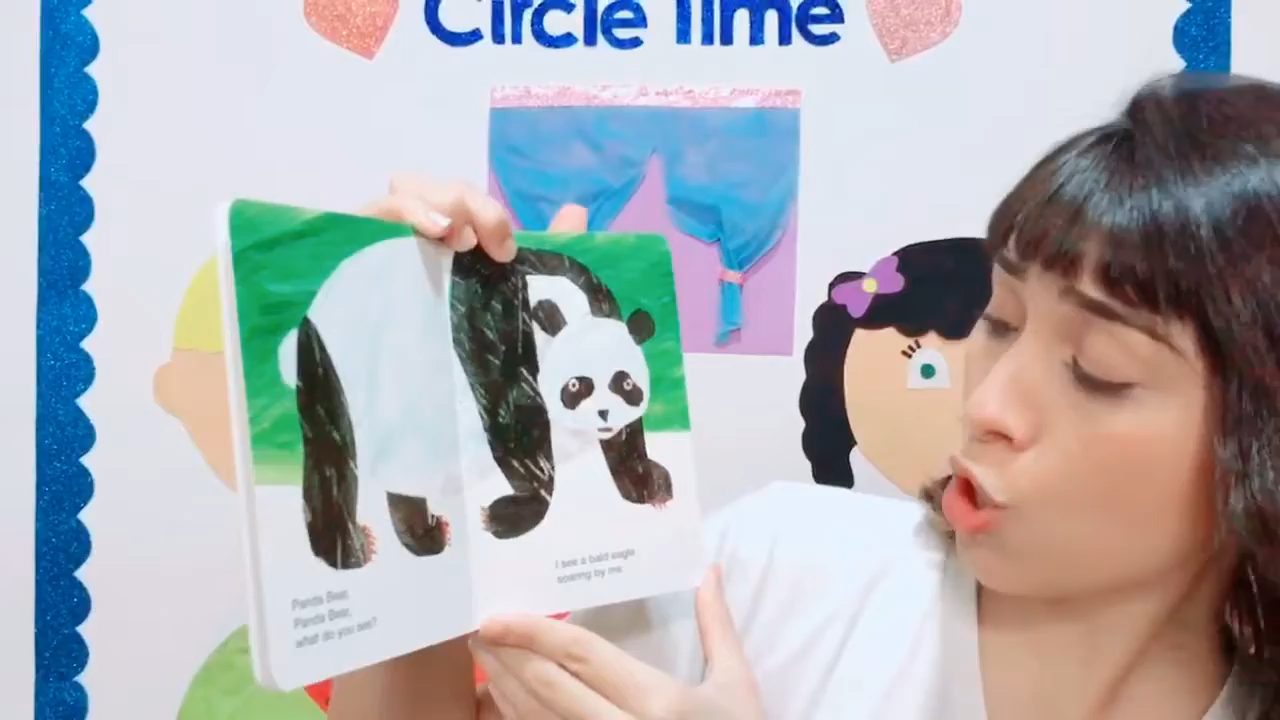 Circle Time
Panda Bear,
Panda Bear,
what do you see?
I see a bald eagle
soaring by me.